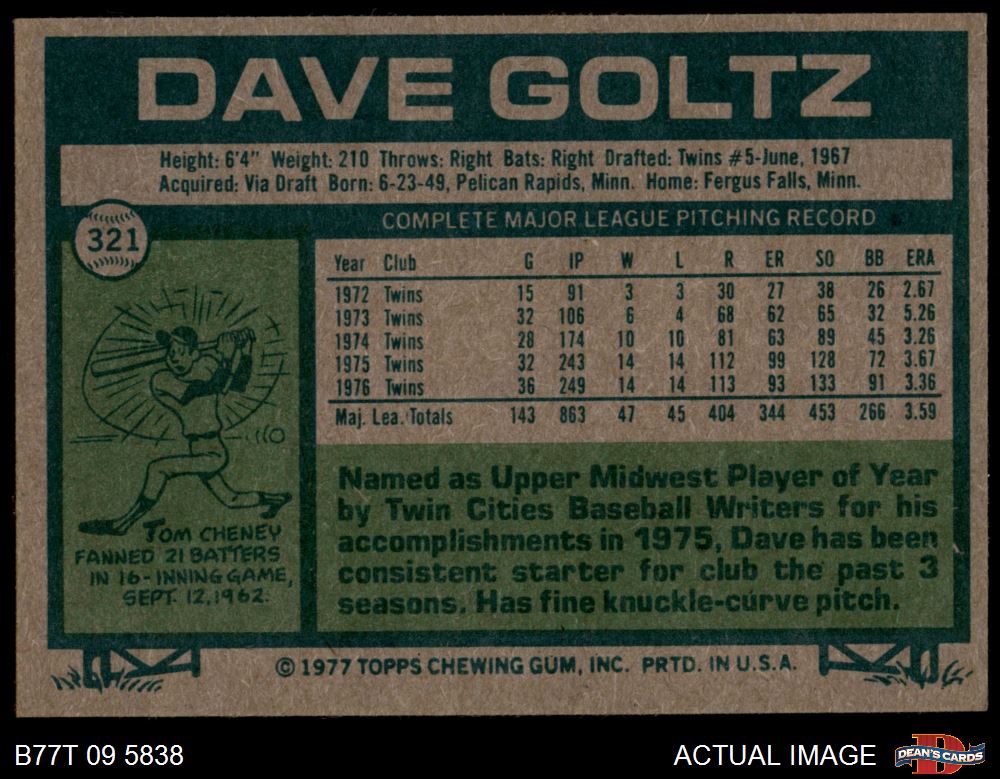 DAVE GOLTZ
Height: 6'4" Weight: 210 Throws: Right Bats: Right Drafted: Twins #5-June, 1967
Acquired: Via Draft Born: 6-23-49, Pelican Rapids, Minn. Home: Fergus Falls, Minn.
321
COMPLETE MAJOR LEAGUE PITCHING RECORD
Year Club G IP W L R ER SO BB ERA
1972 Twins 15 91 3 3 30 27 38 26 2.67
1973 Twins 32 106 6 4 68 62 65 32 5.26
1974 Twins 28 174 10 10 81 63 89 45 3.26
1975 Twins 32 243 14 14 112 99 128 72 3.67
1976 Twins 36 249 14 14 113 93 133 91 3.36
Maj. Lea. Totals 143 863 47 45 404 344 453 266 3.59
TOM CHENEY
FANNED 21 BATTERS
IN 16-INNING GAME,
SEPT. 12, 1962.
Named as Upper Midwest Player of Year
by Twin Cities Baseball Writers for his
accomplishments in 1975, Dave has been
consistent starter for club the past 3
seasons. Has fine knuckle-curve pitch.
© 1977 TOPPS CHEWING GUM, INC. PRTD. IN U.S.A.
B77T 09 5838
ACTUAL IMAGE
D
DEAN'S CARDS